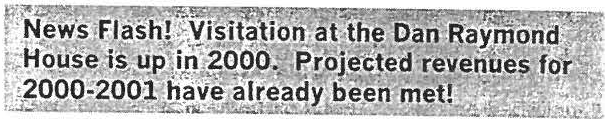 News Flash! Visitation at the Dan Raymond
House is up in 2000. Projected revenues for
2000-2001 have already been met!